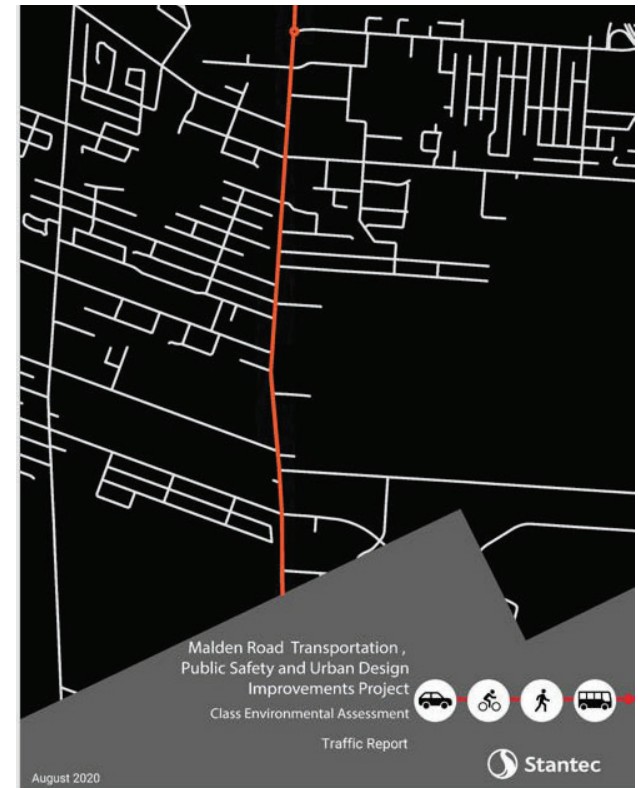 Malden Road Transportation ,
Public Safety and Urban Design
Improvements Project
Class Environmental Assessment
Traffic Report
Stantec
August 2020